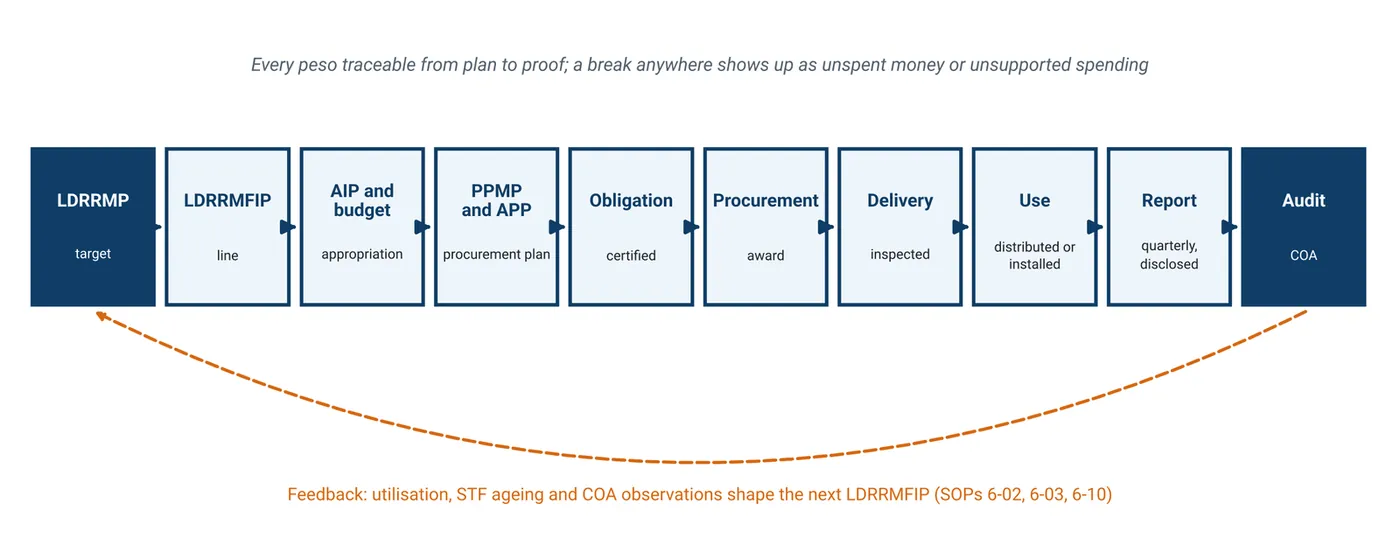 Every peso traceable from plan to proof; a break anywhere shows up as unspent money or unsupported spending
LDRRMP
target
LDRRMFIP
line
AIP and
budget
appropriation
PPMP
and APP
procurement plan
Obligation
certified
Procurement
award
Delivery
inspected
Use
distributed or
installed
Report
quarterly,
disclosed
Audit
COA
Feedback: utilisation, STF ageing and COA observations shape the next LDRRMFIP (SOPs 6-02, 6-03, 6-10)